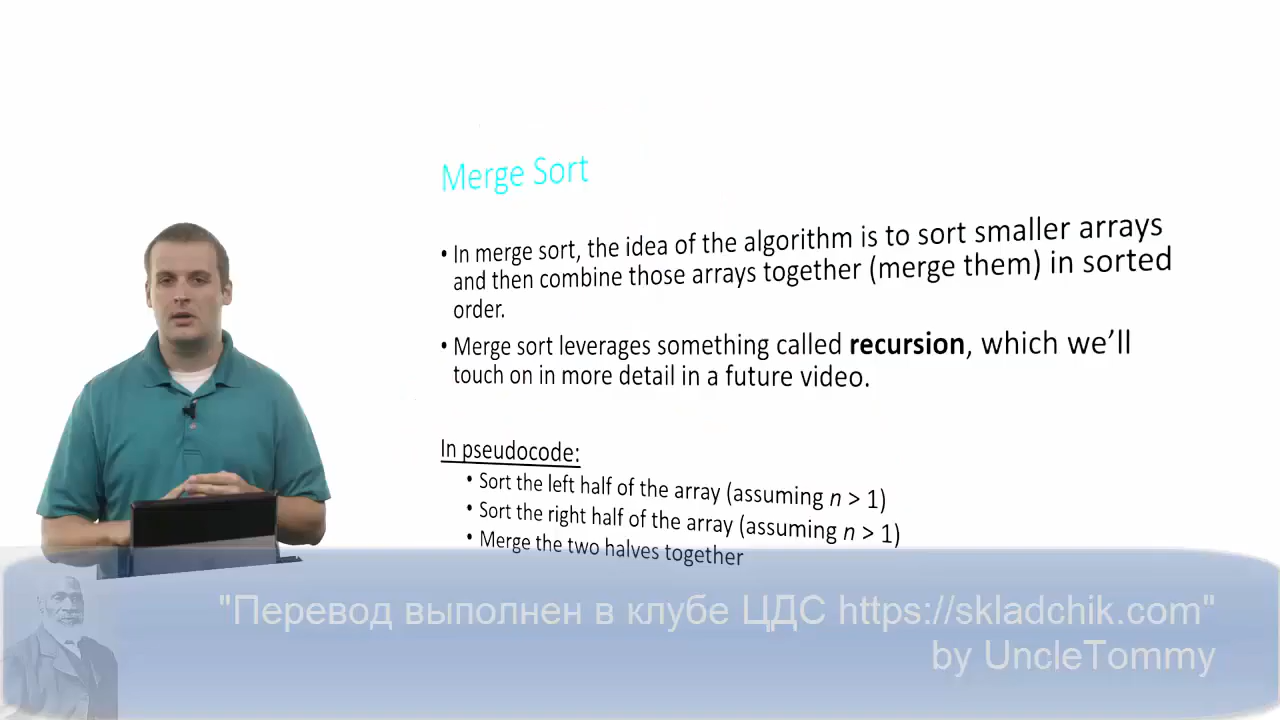 Merge Sort
• In merge sort, the idea of the algorithm is to sort smaller arrays
and then combine those arrays together (merge them) in sorted
order.
• Merge sort leverages something called recursion, which we’ll
touch on in more detail in a future video.
In pseudocode:
• Sort the left half of the array (assuming n > 1)
• Sort the right half of the array (assuming n > 1)
• Merge the two halves together
"Перевод выполнен в клубе ЦДС https://skladchik.com"
by UncleTommy